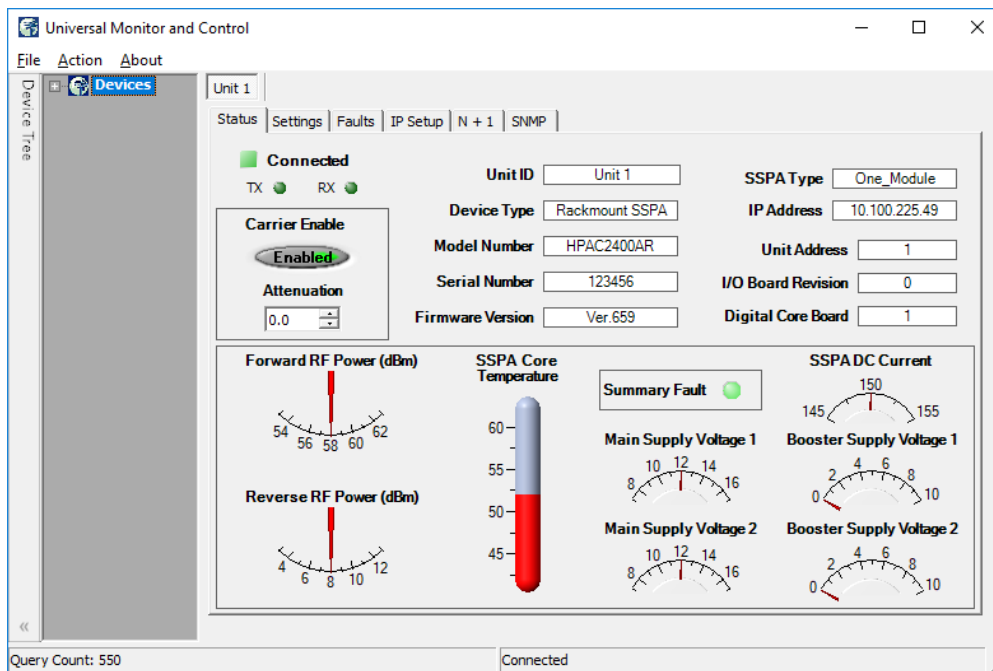 Universal Monitor and Control
File Action About
Device Tree
Devices
Unit 1
Status Settings Faults IP Setup N + 1 SNMP
Connected
TX RX
Carrier Enable
Enabled
Attenuation
0.0
Unit ID Unit 1
Device Type Rackmount SSPA
Model Number HPAC2400AR
Serial Number 123456
Firmware Version Ver.659
SSPA Type One_Module
IP Address 10.100.225.49
Unit Address 1
I/O Board Revision 0
Digital Core Board 1
Forward RF Power (dBm)
54 56 58 60 62
Reverse RF Power (dBm)
4 6 8 10 12
SSPA Core
Temperature
60
55
50
45
Summary Fault
Main Supply Voltage 1
8 10 12 14 16
Main Supply Voltage 2
8 10 12 14 16
SSPA DC Current
145 150 155
Booster Supply Voltage 1
0 2 4 6 8 10
Booster Supply Voltage 2
0 2 4 6 8 10
«
Query Count: 550
Connected